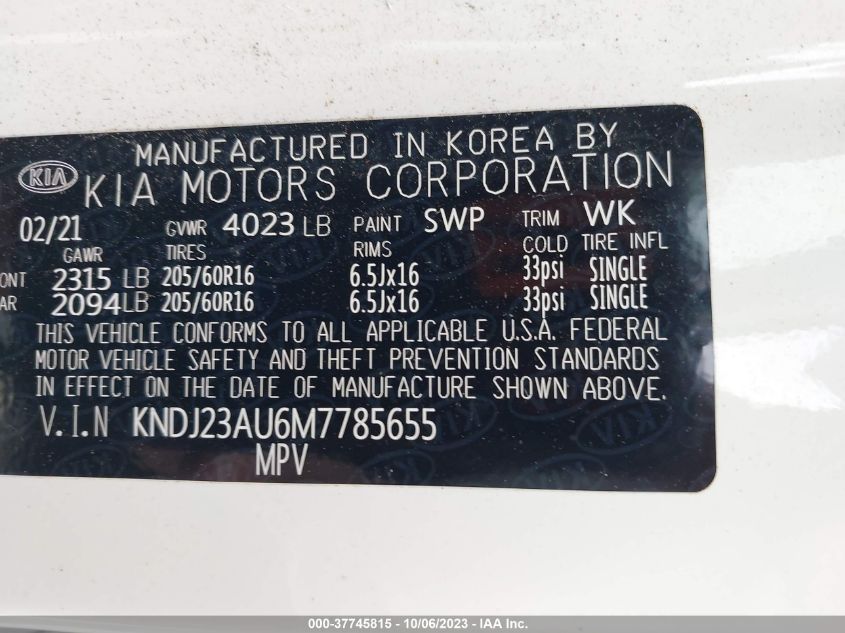 MANUFACTURED IN KOREA BY
KIA KIA MOTORS CORPORATION
02/21 GVWR 4023 LB PAINT SWP TRIM WK
GAWR TIRES RIMS COLD TIRE INFL
ONT 2315 LB 205/60R16 6.5Jx16 33psi SINGLE
AR 2094LB 205/60R16 6.5Jx16 33psi SINGLE
THIS VEHICLE CONFORMS TO ALL APPLICABLE U.S.A. FEDERAL
MOTOR VEHICLE SAFETY AND THEFT PREVENTION STANDARDS
IN EFFECT ON THE DATE OF MANUFACTURE SHOWN ABOVE.
V.I.N KNDJ23AU6M7785655
MPV
000-37745815 - 10/06/2023 - IAA Inc.